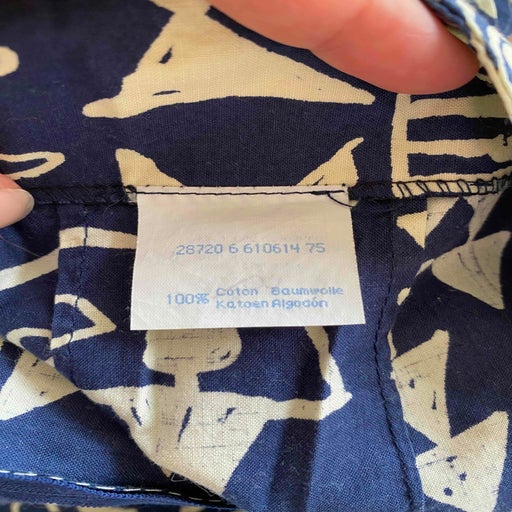 28720 6 610614 75
100% Coton Baumwolle
Katoen Algodón